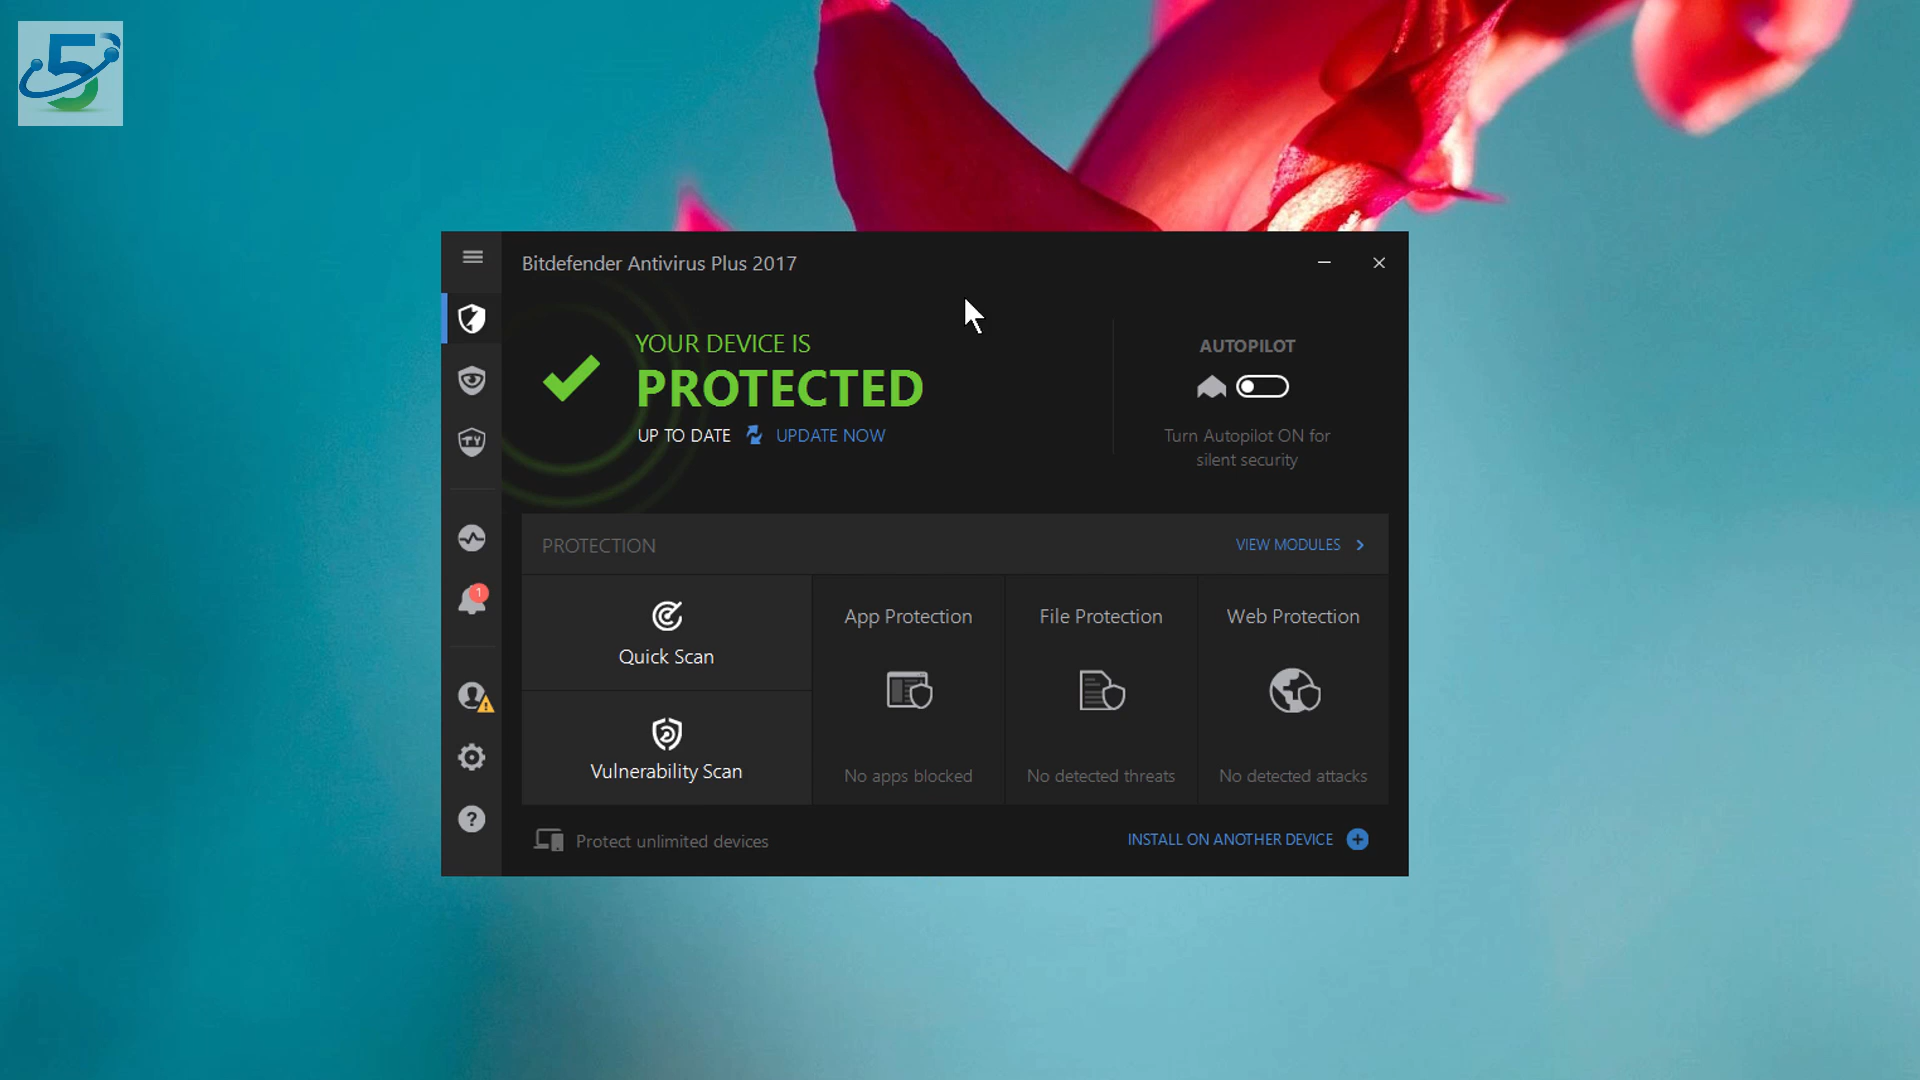 5
Bitdefender Antivirus Plus 2017
YOUR DEVICE IS
PROTECTED
UP TO DATE UPDATE NOW
AUTOPILOT
Turn Autopilot ON for
silent security
1
PROTECTION
VIEW MODULES
Quick Scan
Vulnerability Scan
App Protection
No apps blocked
File Protection
No detected threats
Web Protection
No detected attacks
?
Protect unlimited devices
INSTALL ON ANOTHER DEVICE